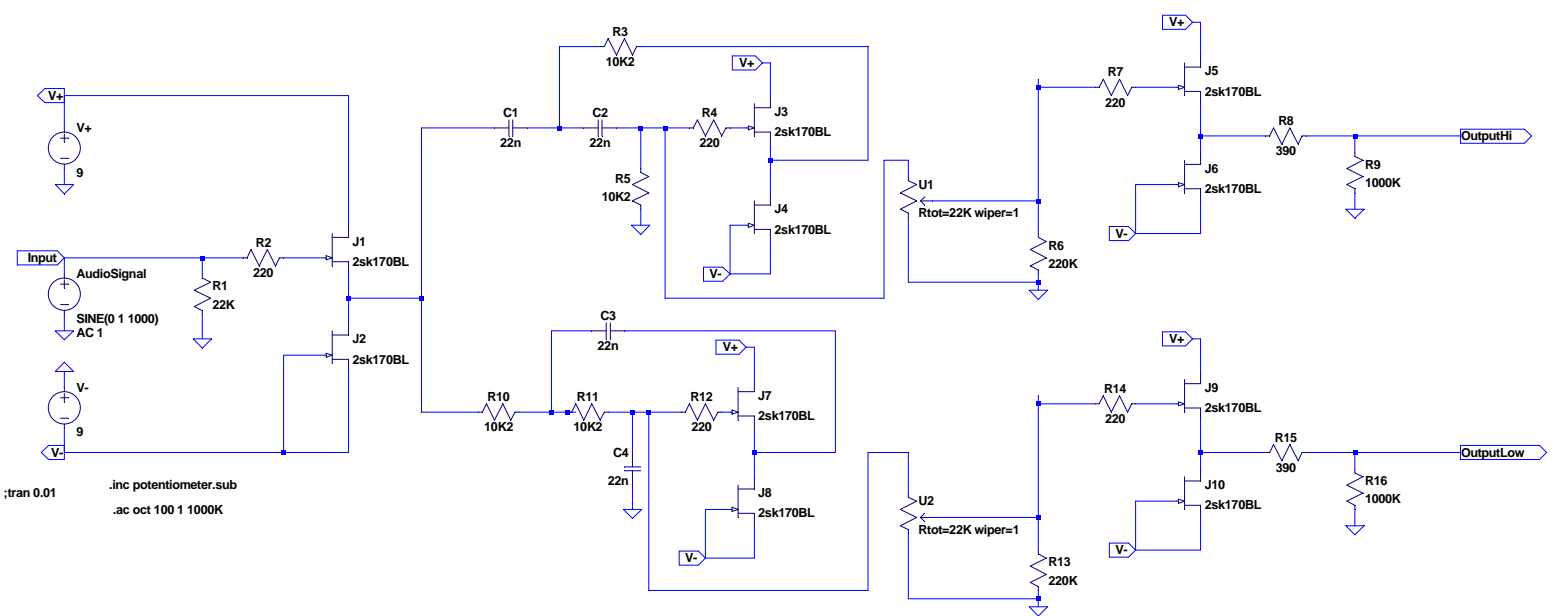 V+
V+
9
Input
AudioSignal
SINE(0 1 1000)
AC 1
R1
22K
R2
220
J1
2sk170BL
J2
2sk170BL
V-
9
V-
;tran 0.01
.inc potentiometer.sub
.ac oct 100 1 1000K
R3
10K2
C1
22n
C2
22n
R4
220
R5
10K2
V+
J3
2sk170BL
J4
2sk170BL
V-
U1
Rtot=22K wiper=1
R6
220K
R7
220
V+
J5
2sk170BL
J6
2sk170BL
V-
R8
390
R9
1000K
OutputHi
C3
22n
R10
10K2
R11
10K2
C4
22n
R12
220
V+
J7
2sk170BL
J8
2sk170BL
V-
U2
Rtot=22K wiper=1
R13
220K
R14
220
V+
J9
2sk170BL
J10
2sk170BL
V-
R15
390
R16
1000K
OutputLow